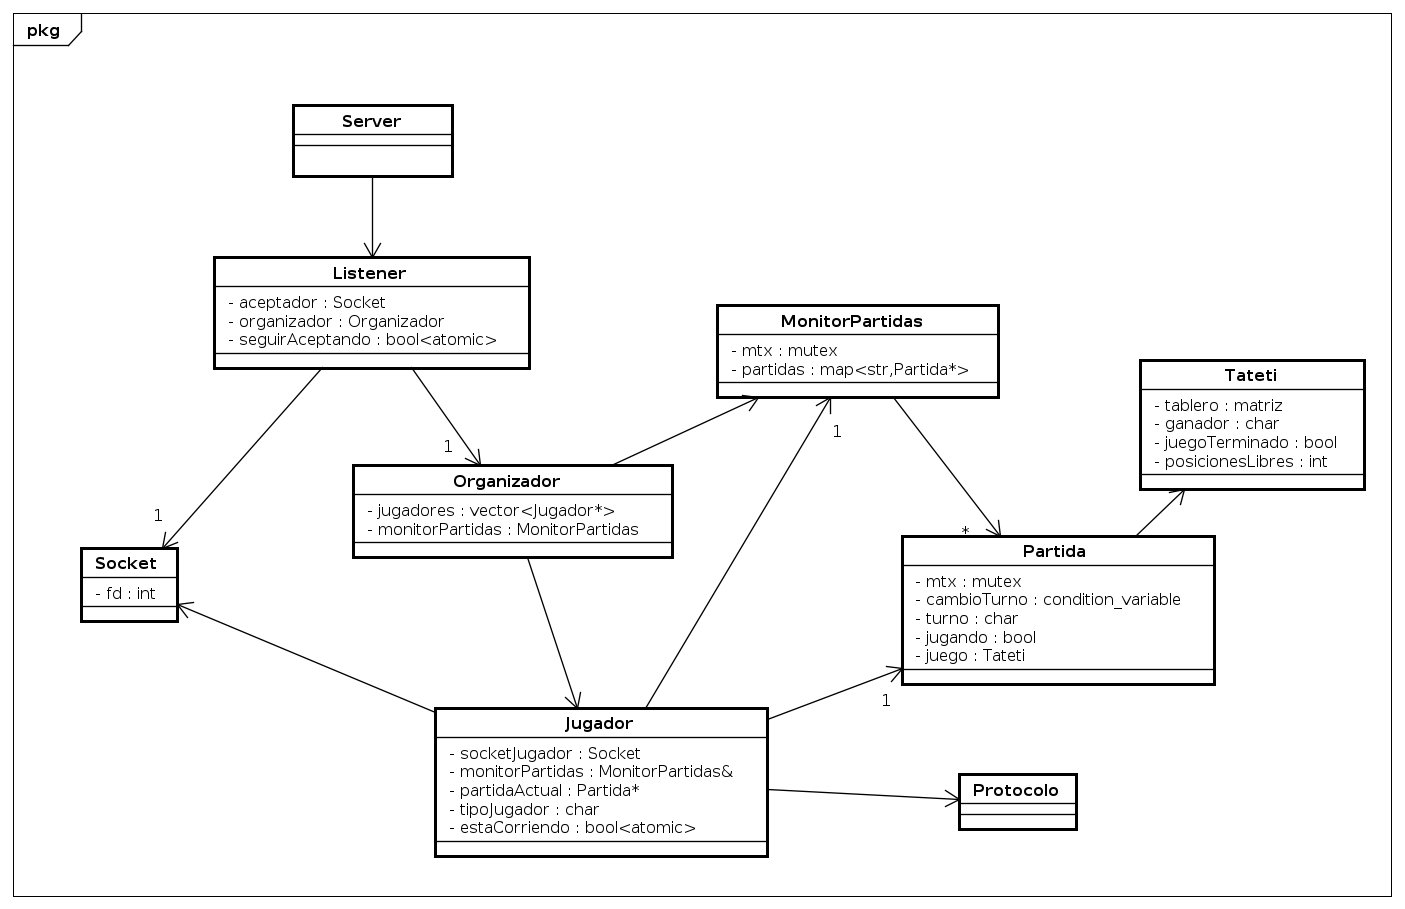 pkg
Server
Listener
- aceptador : Socket
- organizador : Organizador
- seguirAceptando : bool<atomic>
MonitorPartidas
- mtx : mutex
- partidas : map<str,Partida*>
Tateti
- tablero : matriz
- ganador : char
- juegoTerminado : bool
- posicionesLibres : int
1
1
Organizador
- jugadores : vector<Jugador*>
- monitorPartidas : MonitorPartidas
1
*
Socket
- fd : int
Partida
- mtx : mutex
- cambioTurno : condition_variable
- turno : char
- jugando : bool
- juego : Tateti
1
Jugador
- socketJugador : Socket
- monitorPartidas : MonitorPartidas&
- partidaActual : Partida*
- tipoJugador : char
- estaCorriendo : bool<atomic>
Protocolo